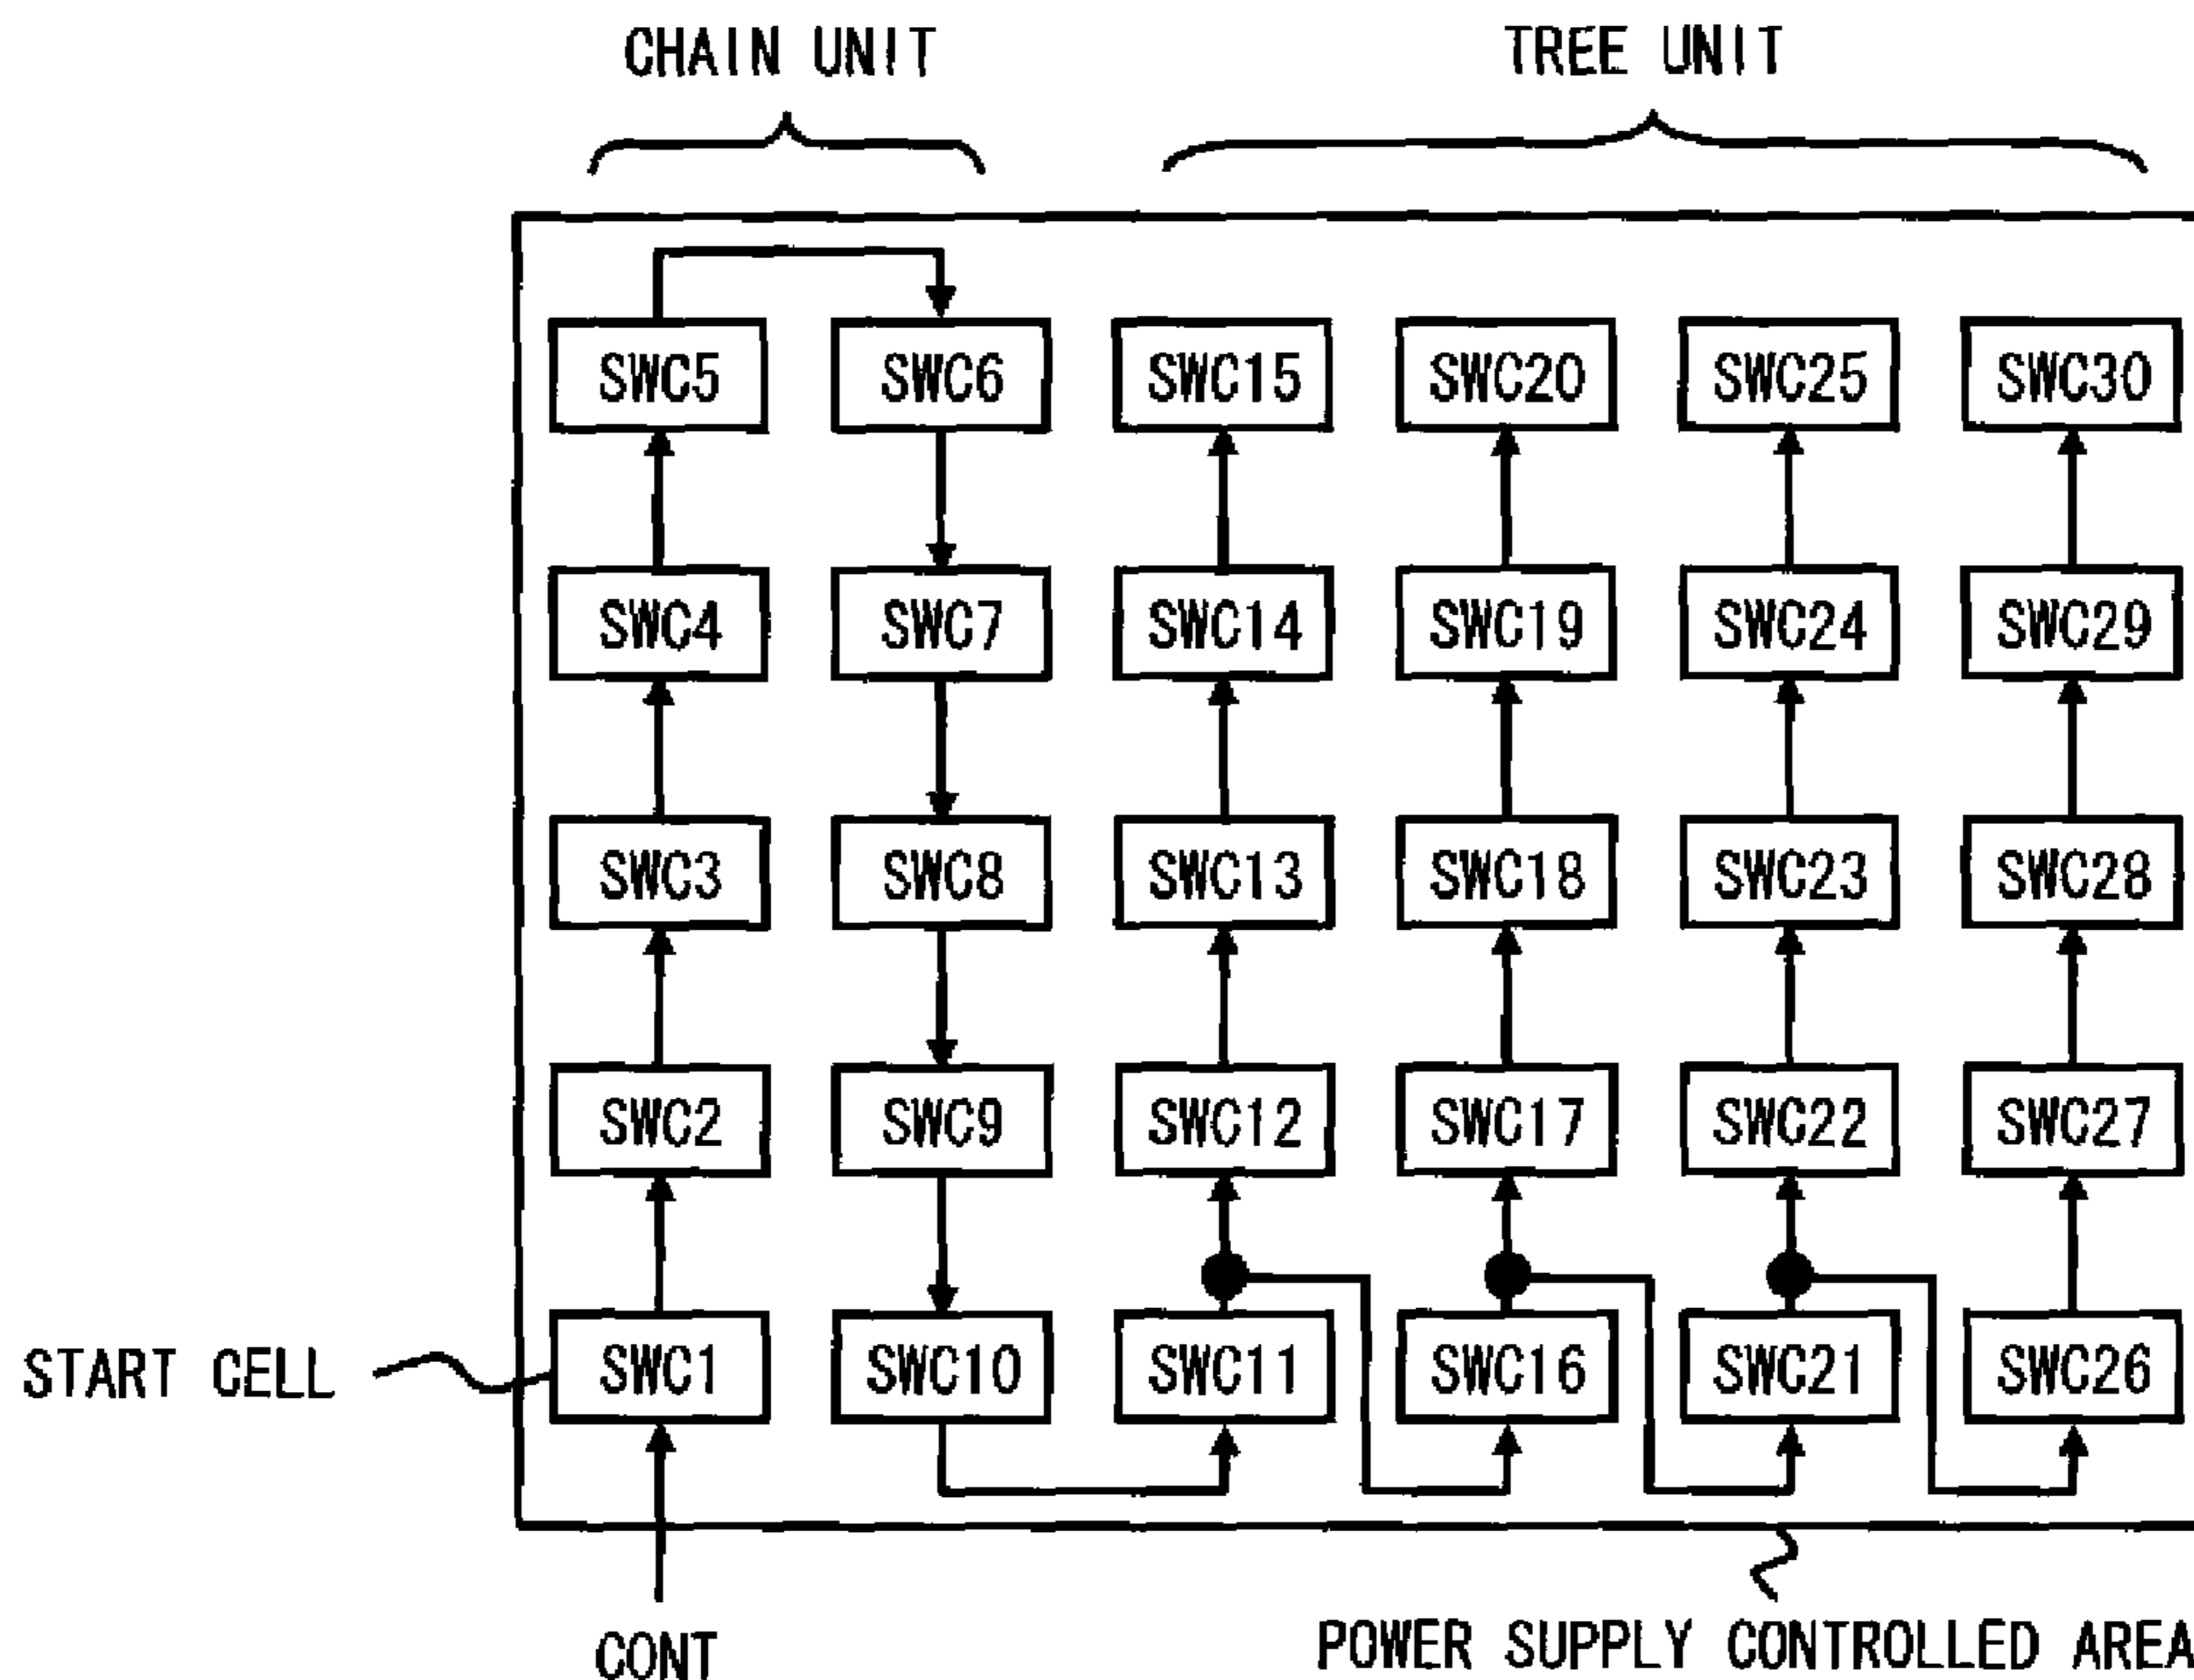 CHAIN UNIT
TREE UNIT
SWC5 SWC6 SWC15 SWC20 SWC25 SWC30
SWC4 SWC7 SWC14 SWC19 SWC24 SWC29
SWC3 SWC8 SWC13 SWC18 SWC23 SWC28
SWC2 SWC9 SWC12 SWC17 SWC22 SWC27
START CELL SWC1 SWC10 SWC11 SWC16 SWC21 SWC26
CONT
POWER SUPPLY CONTROLLED AREA